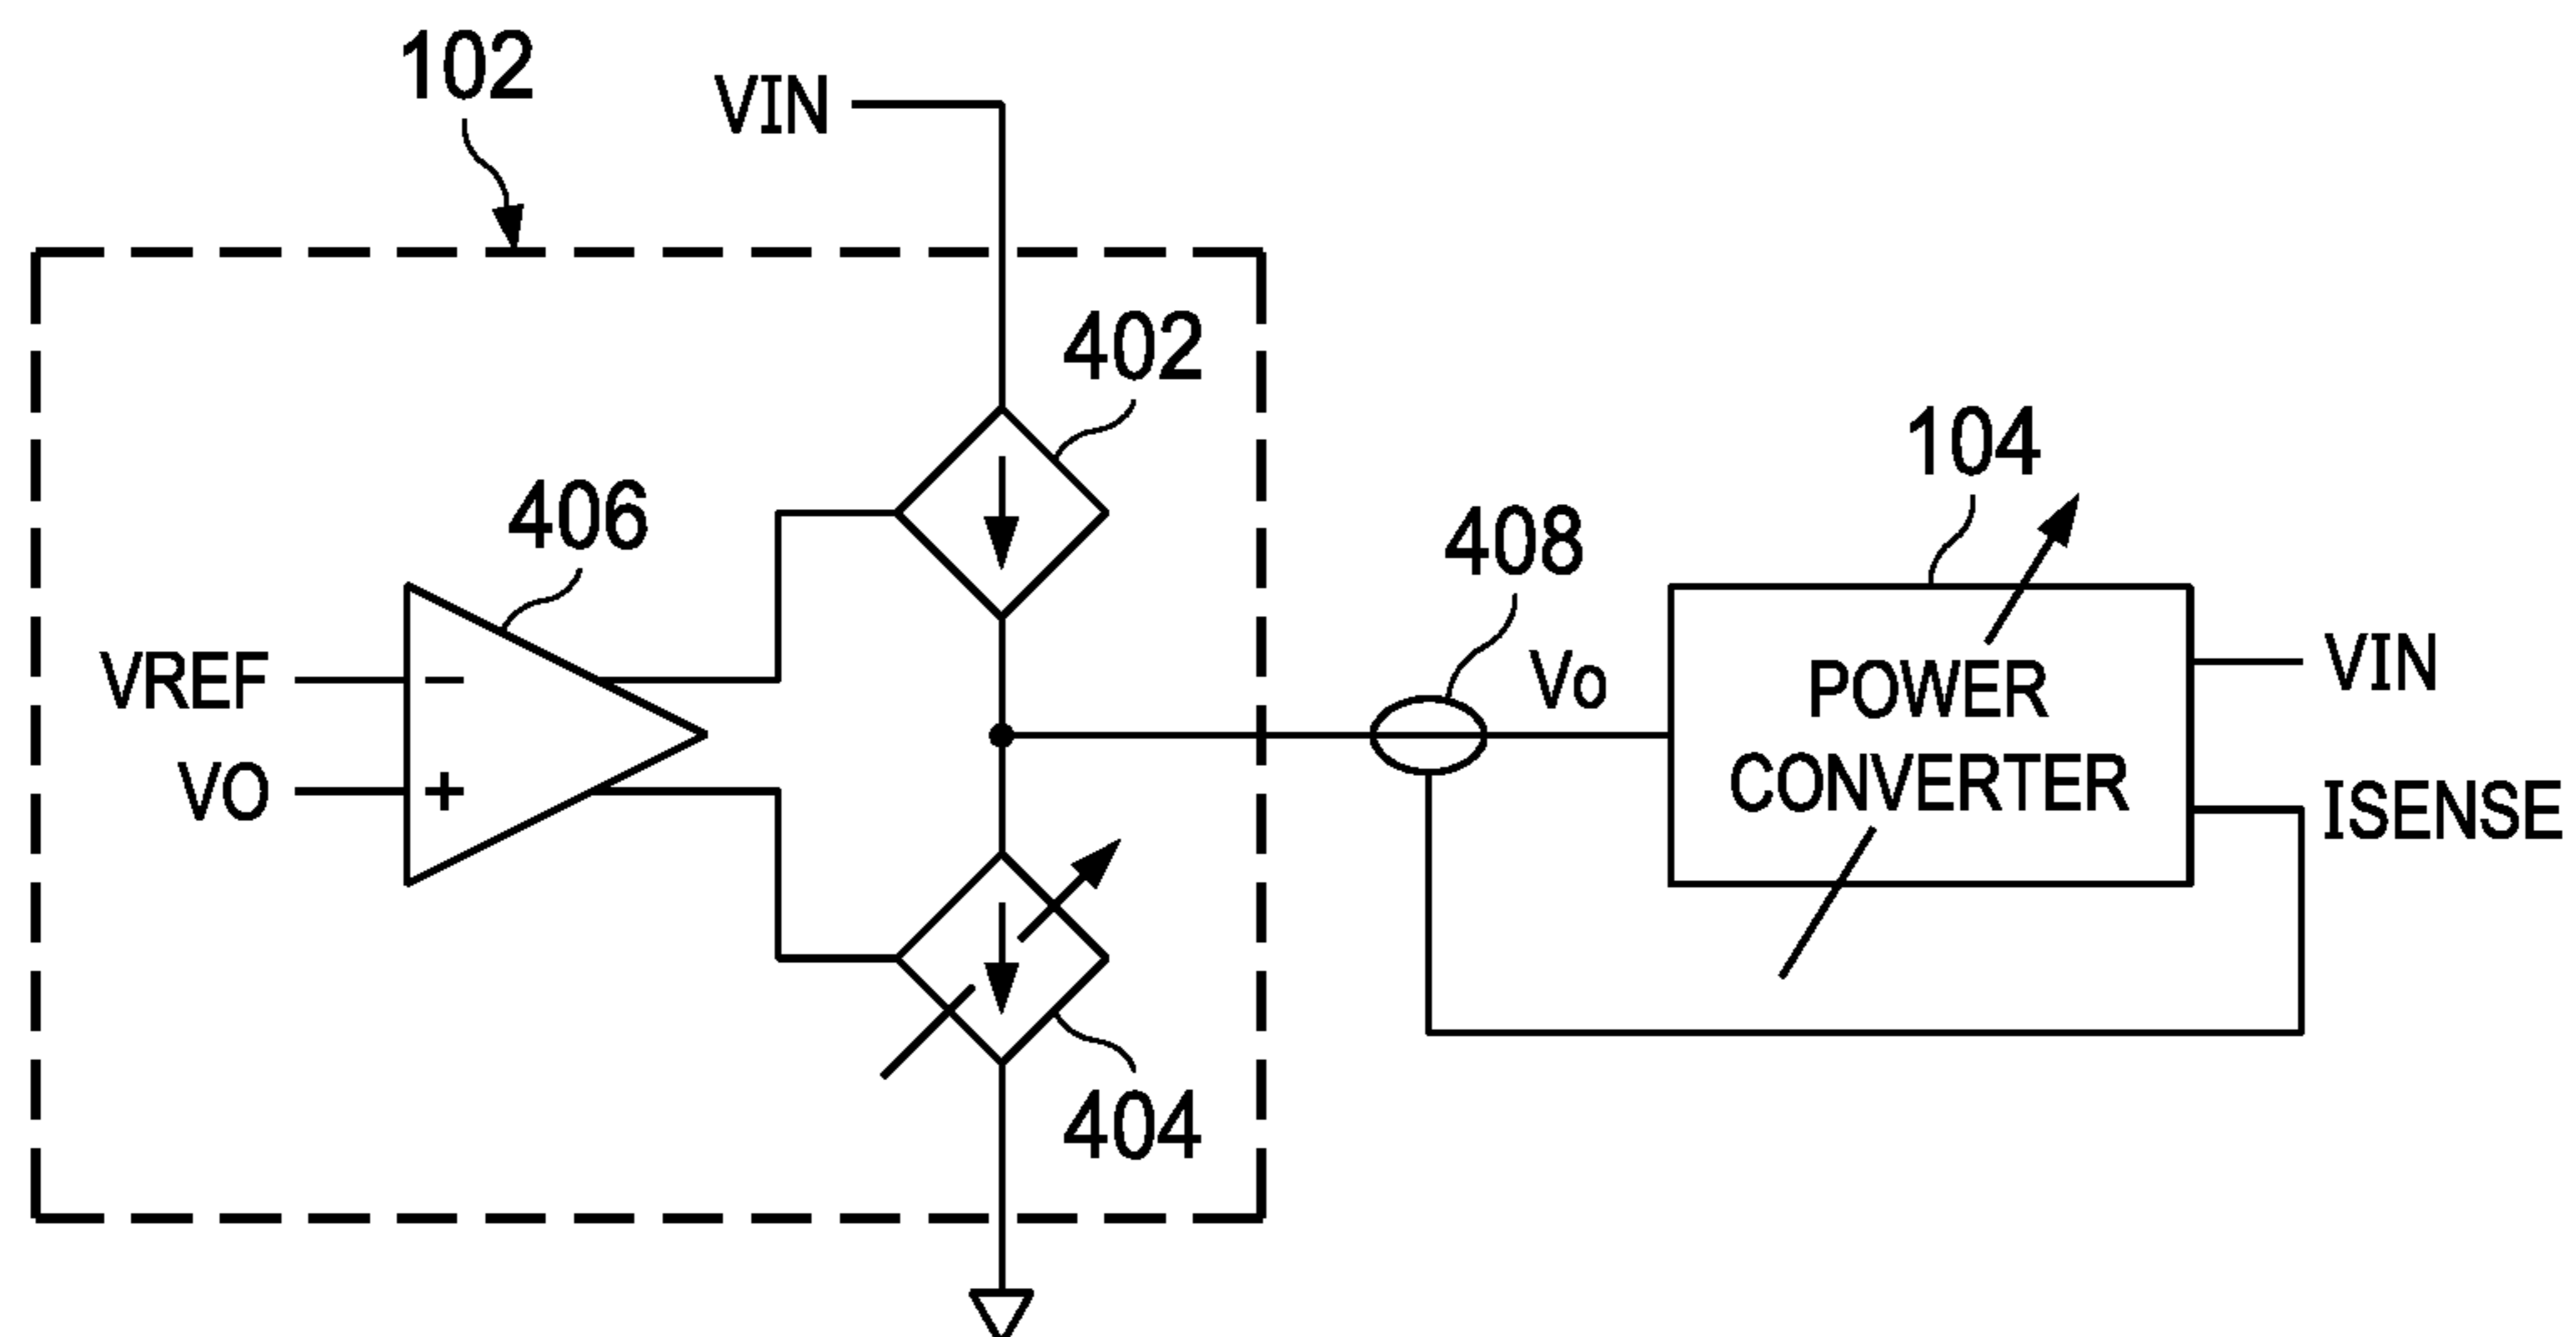 102
VIN
402
406
104
408
VREF
−
Vo
POWER
CONVERTER
VIN
VO
+
ISENSE
404